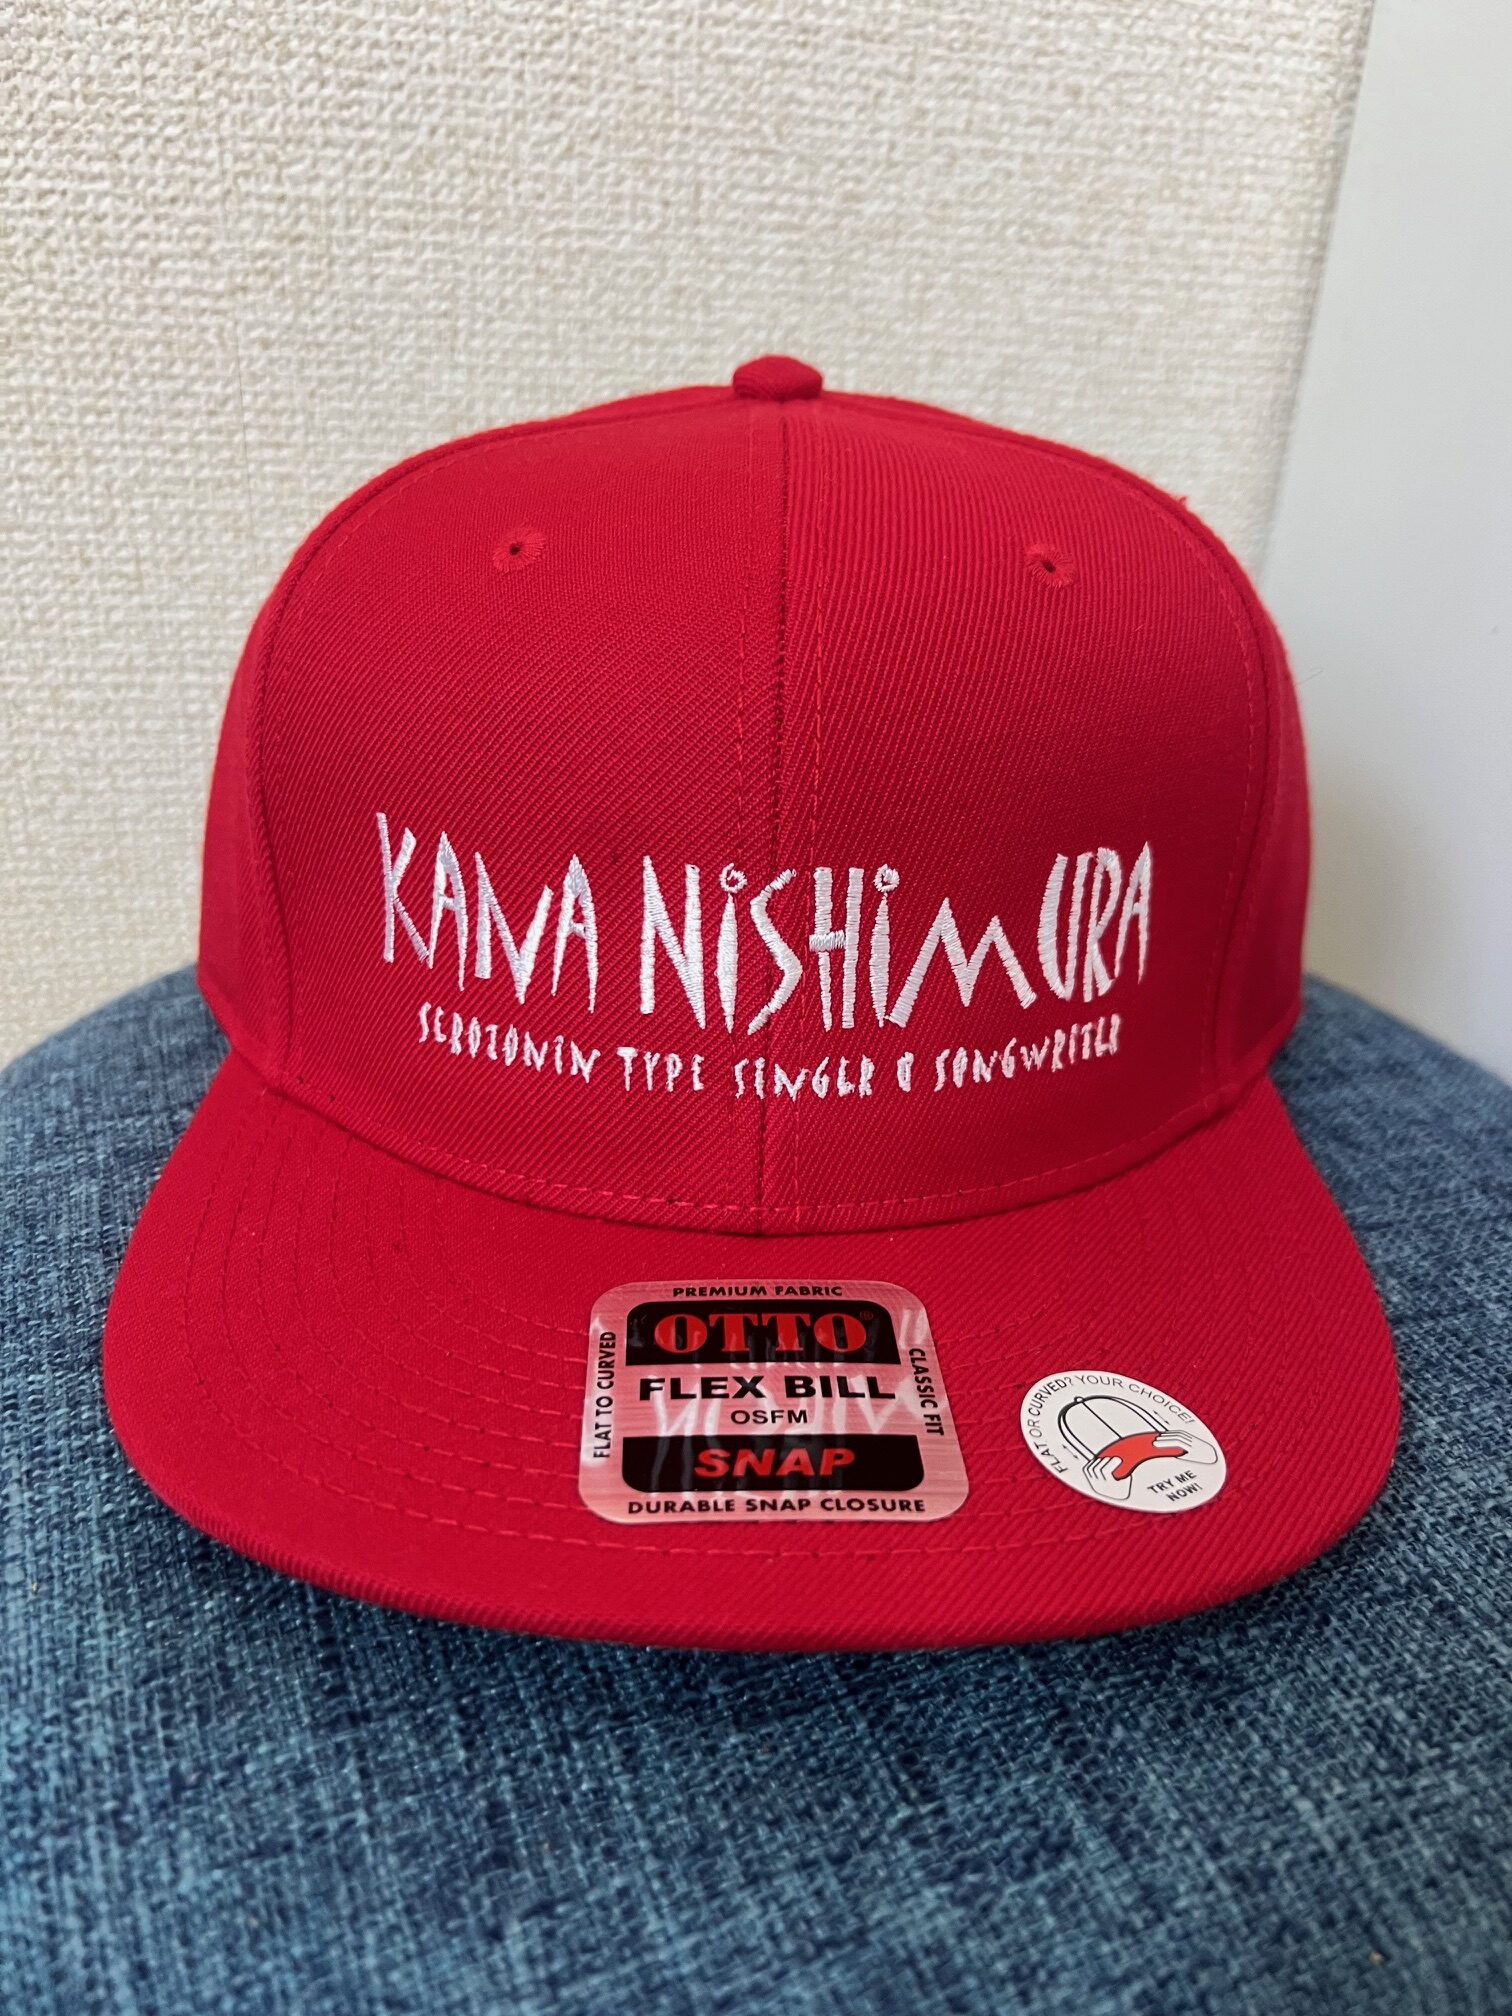 KANA NiSHiMURA
SEROTONIN TYPE SINGER & SONGWRITER
PREMIUM FABRIC
OTTO®
FLAT TO CURVED
FLEX BILL
CLASSIC FIT
OSFM
SNAP
DURABLE SNAP CLOSURE
FLAT OR CURVED? YOUR CHOICE!
TRY ME
NOW!